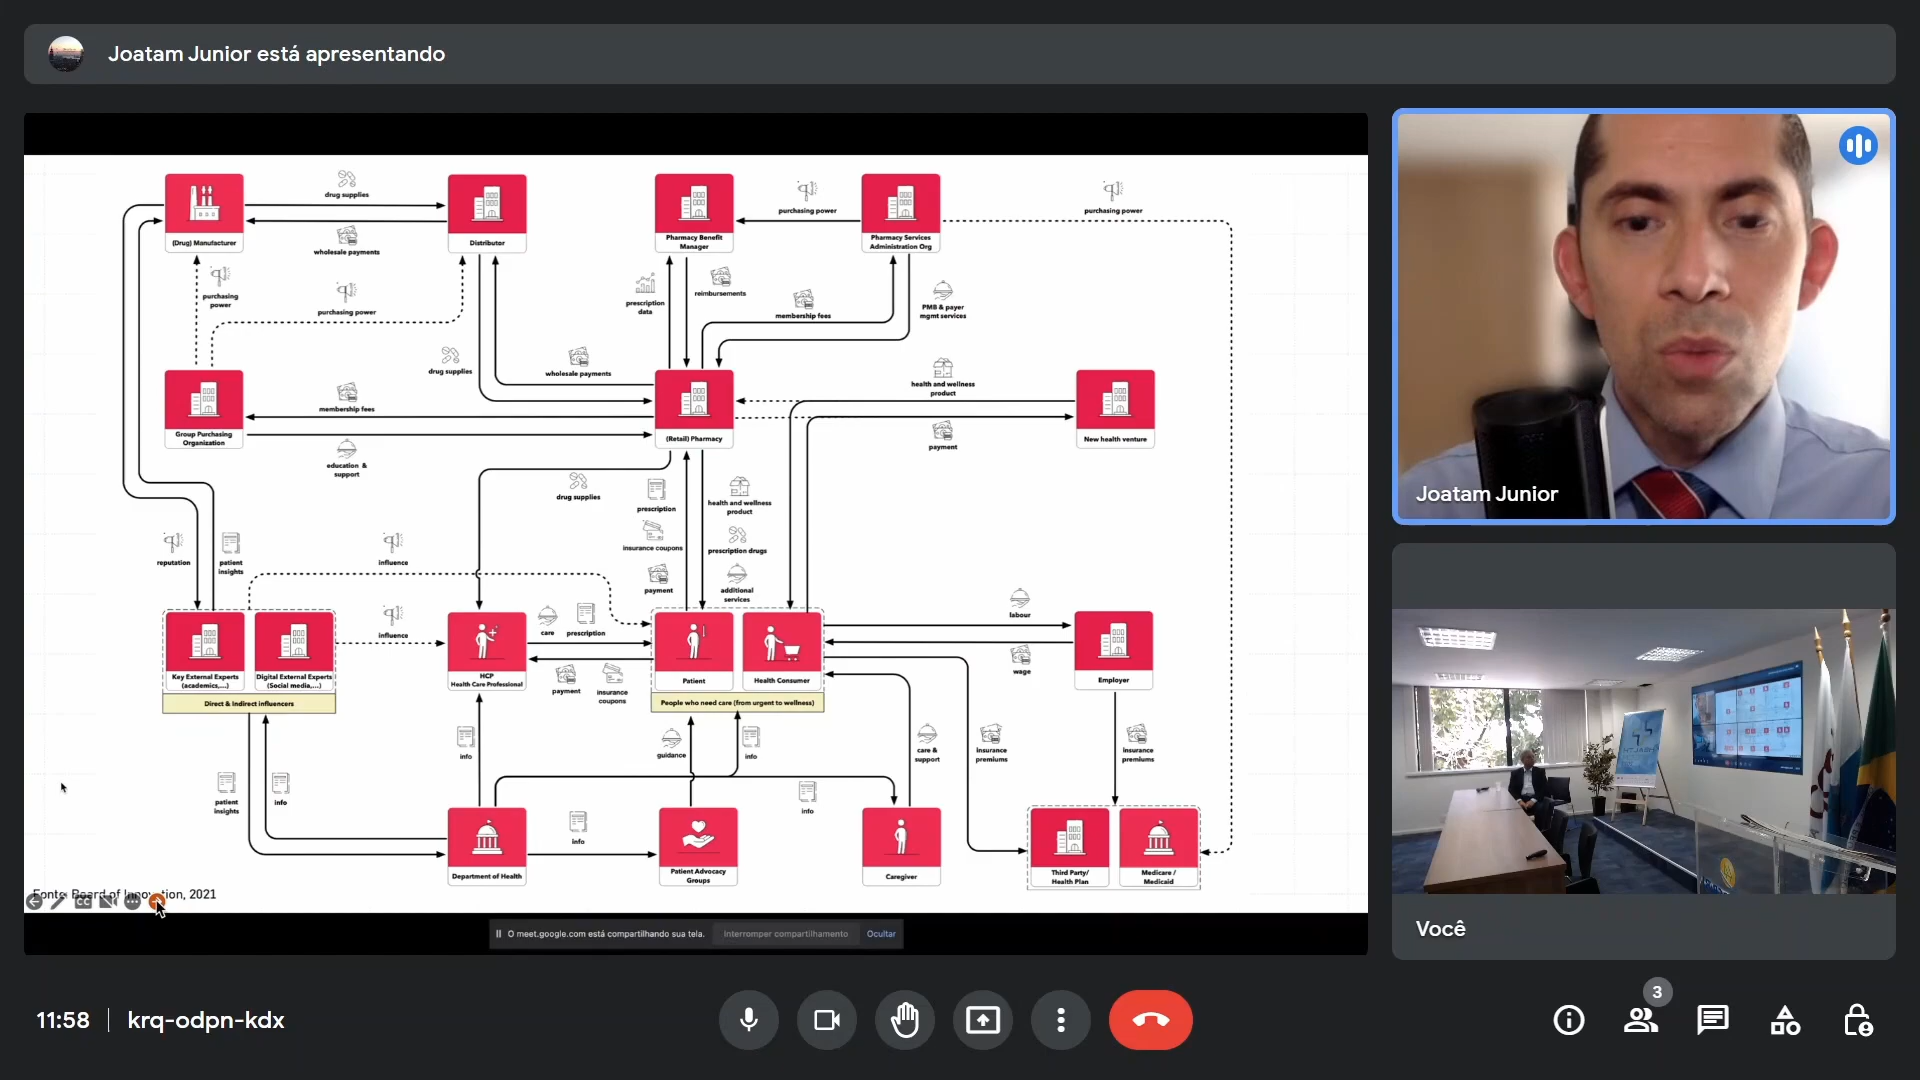 Joatam Junior está apresentando
drug supplies
purchasing power
purchasing power
(Drug) Manufacturer
Distributor
Pharmacy Benefit
Manager
Pharmacy Services
Administration Org
wholesale payments
purchasing
power
purchasing power
prescription
data
reimbursements
membership fees
PMB & payer
mgmt services
drug supplies
wholesale payments
health and wellness
product
membership fees
Group Purchasing
Organization
(Retail) Pharmacy
New health venture
payment
education &
support
drug supplies
prescription
health and wellness
product
insurance coupons
prescription drugs
reputation
patient
insights
influence
payment
additional
services
influence
care
prescription
labour
Key External Experts
(academics,...)
Digital External Experts
(Social media,...)
HCP
Health Care Professional
Patient
Health Consumer
Employer
wage
payment
insurance
coupons
Direct & Indirect influencers
People who need care (from urgent to wellness)
info
guidance
info
care &
support
insurance
premiums
insurance
premiums
patient
insights
info
info
info
Department of Health
Patient Advocacy
Groups
Caregiver
Third Party/
Health Plan
Medicare /
Medicaid
Fonte: Board of Innovation, 2021
O meet.google.com está compartilhando sua tela.
Interromper compartilhamento
Ocultar
Joatam Junior
Você
11:58
krq-odpn-kdx
3